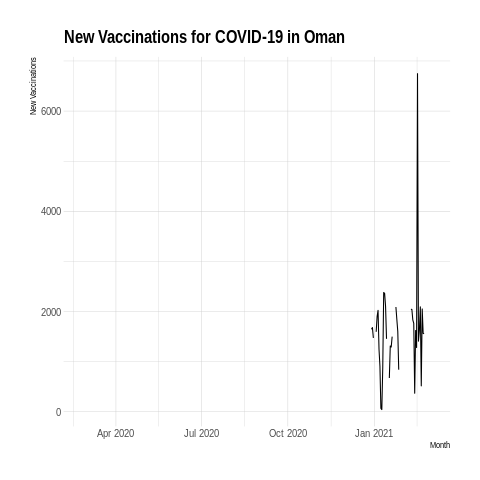 New Vaccinations for COVID-19 in Oman
New Vaccinations
6000
4000
2000
0
Apr 2020 Jul 2020 Oct 2020 Jan 2021
Month